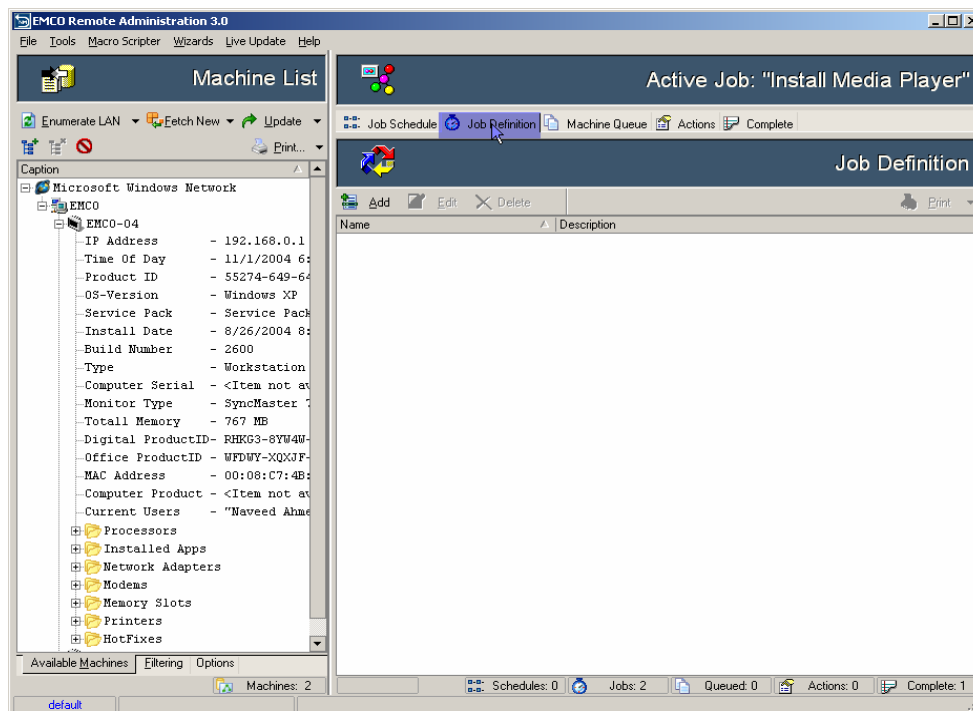 EMCO Remote Administration 3.0
File Tools Macro Scripter Wizards Live Update Help
Machine List
Active Job: "Install Media Player"
Enumerate LAN Fetch New Update
Job Schedule Job Definition Machine Queue Actions Complete
Print...
Job Definition
Caption
Add Edit Delete Print
Name Description
Microsoft Windows Network
EMCO
EMCO-04
IP Address - 192.168.0.1
Time Of Day - 11/1/2004 6:
Product ID - 55274-649-64
OS-Version - Windows XP
Service Pack - Service Pack
Install Date - 8/26/2004 8:
Build Number - 2600
Type - Workstation
Computer Serial - <Item not av
Monitor Type - SyncMaster 7
Totall Memory - 767 MB
Digital ProductID- RHKG3-8YW4W-
Office ProductID - WFDWY-XQXJF-
MAC Address - 00:08:C7:4B:
Computer Product - <Item not av
Current Users - "Naveed Ahme
Processors
Installed Apps
Network Adapters
Modems
Memory Slots
Printers
HotFixes
Available Machines Filtering Options
Machines: 2
Schedules: 0 Jobs: 2 Queued: 0 Actions: 0 Complete: 1
default